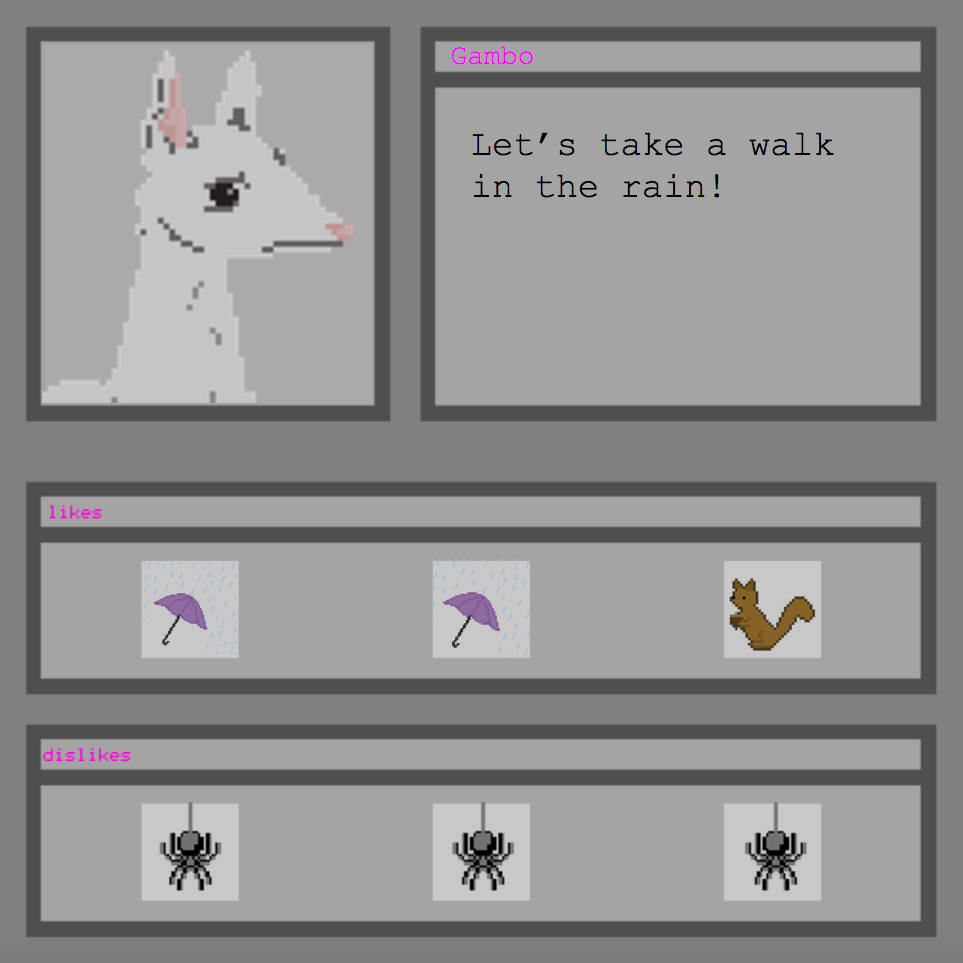 Gambo
Let’s take a walk
in the rain!
likes
dislikes